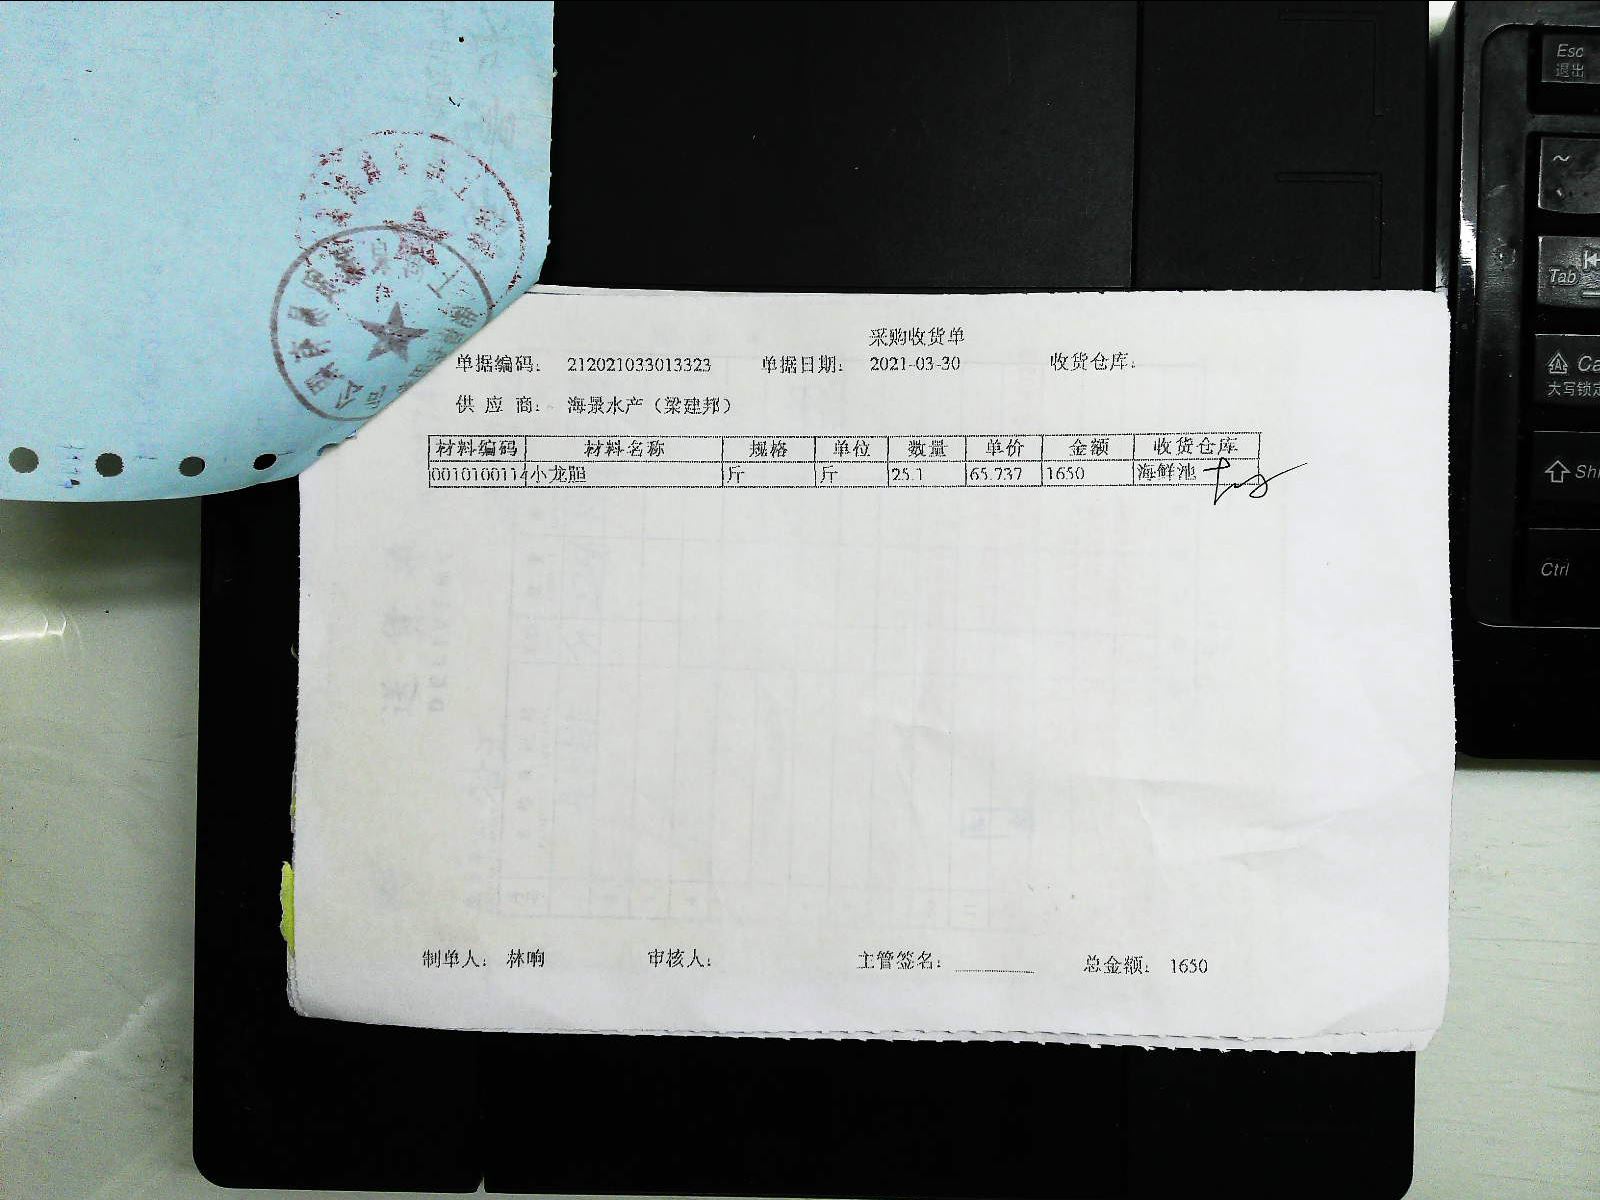 采购收货单
单据编码： 212021033013323 单据日期： 2021-03-30 收货仓库：
供 应 商： 海景水产（梁建邦）
材料编码 材料名称 规格 单位 数量 单价 金额 收货仓库
0010100114 小龙胆 斤 斤 25.1 65.737 1650 海鲜池
制单人： 林响 审核人： 主管签名： 总金额： 1650
Esc
退出
~
Tab
Ca
大写锁定
Shi
Ctrl